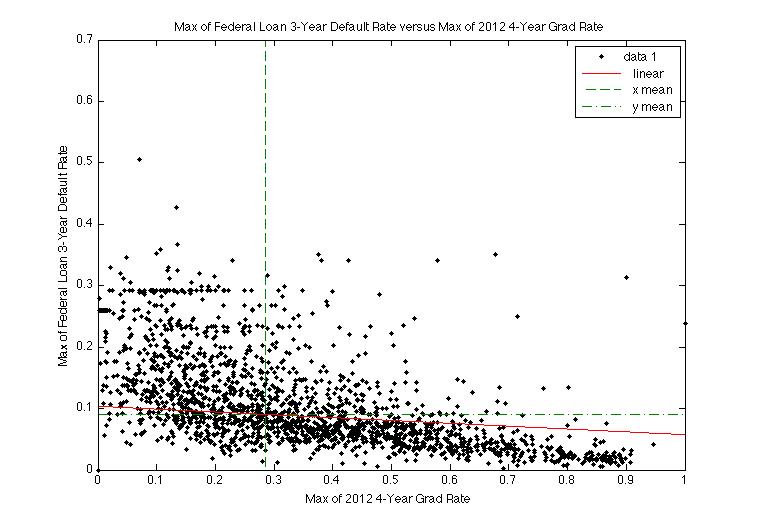 Max of Federal Loan 3-Year Default Rate versus Max of 2012 4-Year Grad Rate
data 1
linear
x mean
y mean
Max of Federal Loan 3-Year Default Rate
0.7
0.6
0.5
0.4
0.3
0.2
0.1
0
0
0.1
0.2
0.3
0.4
0.5
0.6
0.7
0.8
0.9
1
Max of 2012 4-Year Grad Rate